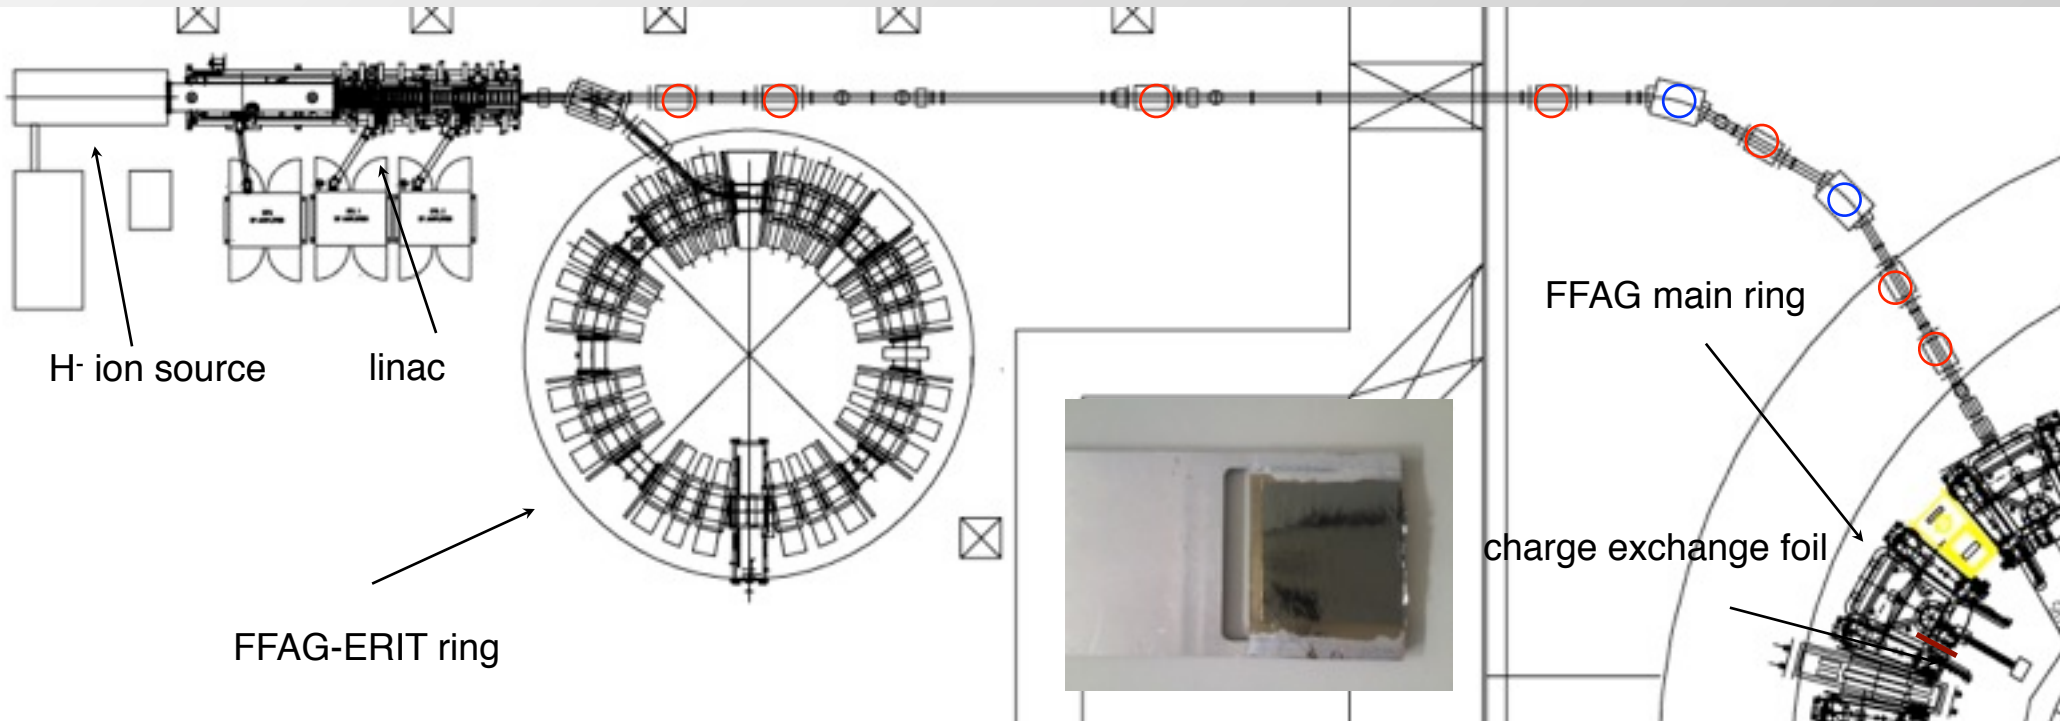 H- ion source
linac
FFAG main ring
charge exchange foil
FFAG-ERIT ring